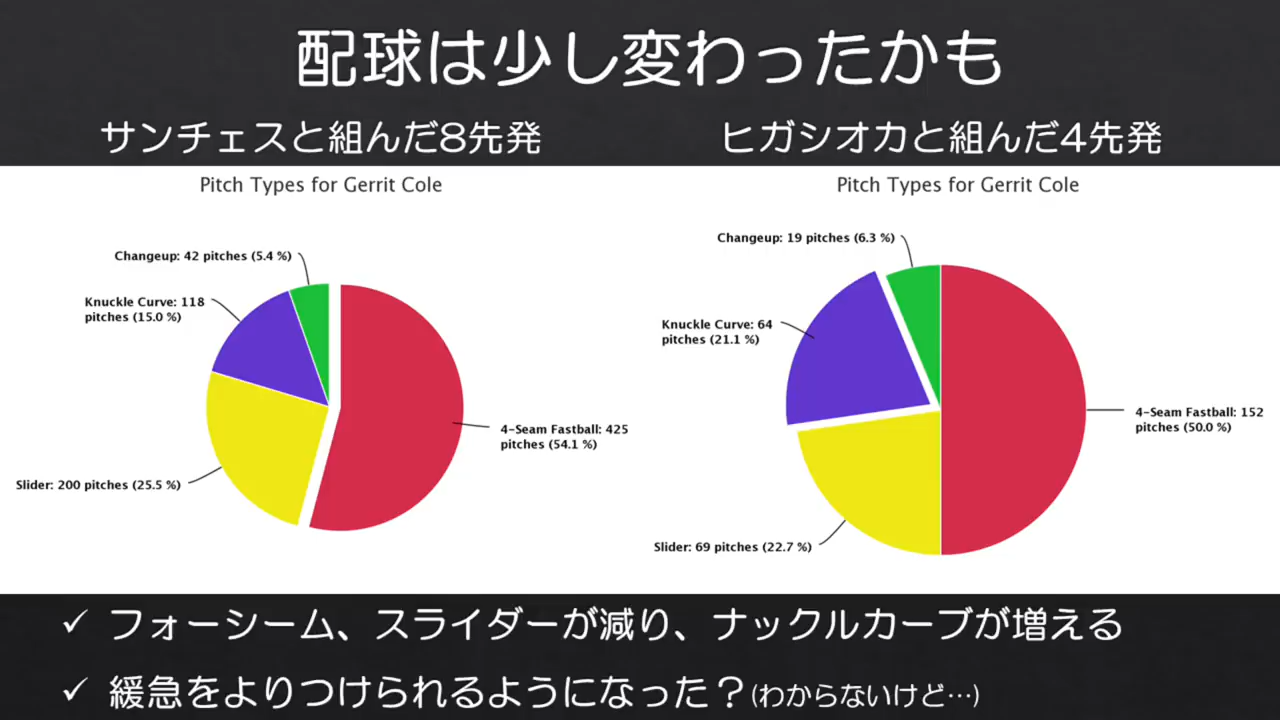 配球は少し変わったかも
サンチェスと組んだ8先発
ヒガシオカと組んだ4先発
Pitch Types for Gerrit Cole
Changeup: 42 pitches (5.4 %)
Knuckle Curve: 118
pitches (15.0 %)
4-Seam Fastball: 425
pitches (54.1 %)
Slider: 200 pitches (25.5 %)
Pitch Types for Gerrit Cole
Changeup: 19 pitches (6.3 %)
Knuckle Curve: 64
pitches (21.1 %)
4-Seam Fastball: 152
pitches (50.0 %)
Slider: 69 pitches (22.7 %)
✓ フォーシーム、スライダーが減り、ナックルカーブが増える
✓ 緩急をよりつけられるようになった？(わからないけど…)